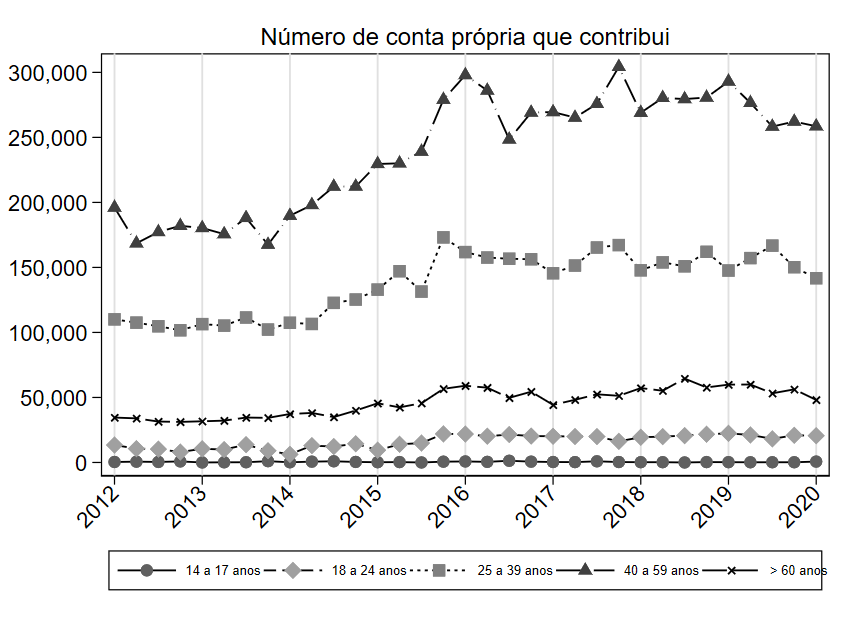 Número de conta própria que contribui
300,000
250,000
200,000
150,000
100,000
50,000
0
2012 2013 2014 2015 2016 2017 2018 2019 2020
14 a 17 anos 18 a 24 anos 25 a 39 anos 40 a 59 anos > 60 anos